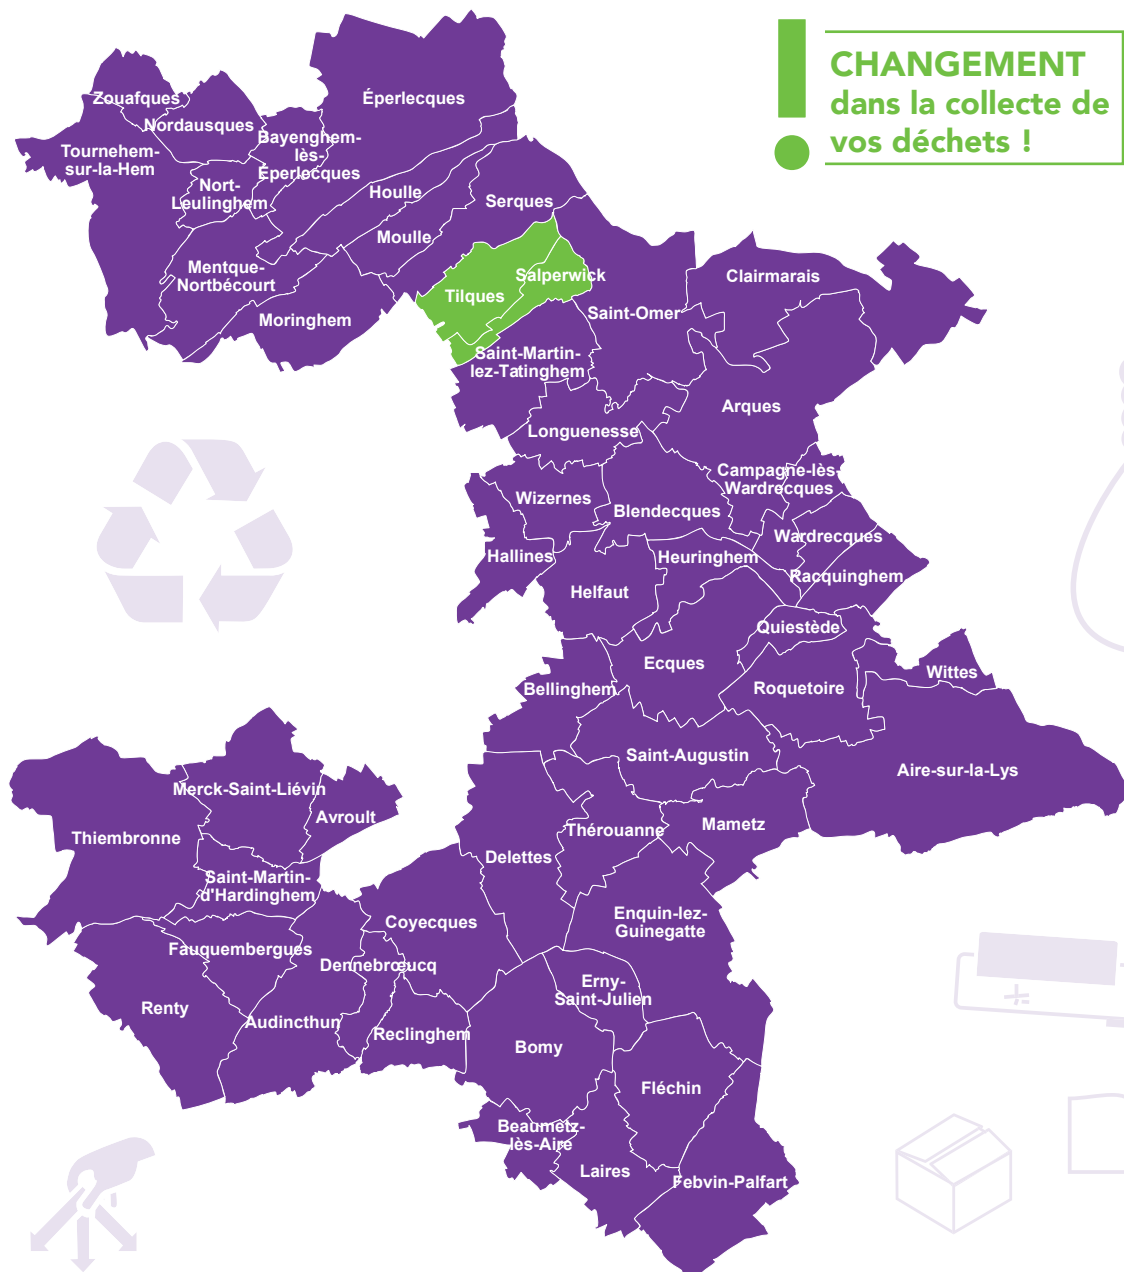 CHANGEMENT
dans la collecte de
vos déchets !
Éperlecques
Zouafques
Nordausques
Bayenghem-
lès-
Éperlecques
Tournehem-
sur-la-Hem
Nort-
Leulinghem
Houlle
Serques
Moulle
Mentque-
Nortbécourt
Salperwick
Clairmarais
Tilques
Saint-Omer
Moringhem
Saint-Martin-
lez-Tatinghem
Arques
Longuenesse
Campagne-lès-
Wardrecques
Wizernes
Blendecques
Wardrecques
Hallines
Heuringhem
Racquinghem
Helfaut
Quiestède
Ecques
Wittes
Bellinghem
Roquetoire
Saint-Augustin
Aire-sur-la-Lys
Merck-Saint-Liévin
Avroult
Thiembronne
Thérouanne
Mametz
Delettes
Saint-Martin-
d'Hardinghem
Enquin-lez-
Guinegatte
Coyecques
Fauquembergues
Dennebrœucq
Erny-
Saint-Julien
Renty
Audincthun
Reclinghem
Bomy
Fléchin
Beaumetz-
lès-Aire
Laires
Febvin-Palfart